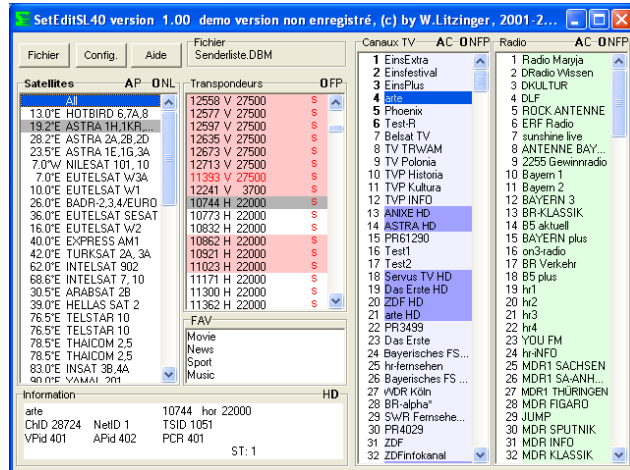 SetEditSL40 version 1.00 demo version non enregistré, (c) by W.Litzinger, 2001-2...
Fichier
Config.
Aide
Fichier
Senderliste.DBM
Satellites AP ONL
All
13.0°E HOTBIRD 6,7A,8
19.2°E ASTRA 1H,1KR,...
28.2°E ASTRA 2A,2B,2D
23.5°E ASTRA 1E,1G,3A
7.0°W NILESAT 101, 10
7.0°E EUTELSAT W3A
10.0°E EUTELSAT W1
26.0°E BADR-2,3,4/EURO
36.0°E EUTELSAT SESAT
16.0°E EUTELSAT W2
40.0°E EXPRESS AM1
42.0°E TURKSAT 2A, 3A
62.0°E INTELSAT 902
68.6°E INTELSAT 7, 10
30.5°E ARABSAT 2B
39.0°E HELLAS SAT 2
76.5°E TELSTAR 10
76.5°E TELSTAR 10
78.5°E THAICOM 2,5
78.5°E THAICOM 2,5
83.0°E INSAT 3B,4A
90.0°E YAMAL 201
Transpondeurs OFP
12558 V 27500 S
12577 V 27500 S
12597 V 27500 S
12635 V 27500 S
12673 V 27500 S
12713 V 27500 S
11393 V 27500 S
12241 V 3700 S
10744 H 22000 S
10773 H 22000 S
10832 H 22000 S
10862 H 22000 S
10921 H 22000 S
11023 H 22000 S
11171 H 22000 S
11300 H 22000 S
11362 H 22000 S
FAV
Movie
News
Sport
Music
Information HD
arte 10744 hor 22000
ChID 28724 NetID 1 TSID 1051
VPid 401 APid 402 PCR 401
ST: 1
Canaux TV AC ONFP
1 EinsExtra
2 Einsfestival
3 EinsPlus
4 arte
5 Phoenix
6 Test-R
7 Belsat TV
8 TV TRWAM
9 TV Polonia
10 TVP Historia
11 TVP Kultura
12 TVP INFO
13 ANIXE HD
14 ASTRA HD
15 PR61290
16 Test1
17 Test2
18 Servus TV HD
19 Das Erste HD
20 ZDF HD
21 arte HD
22 PR3499
23 Das Erste
24 Bayerisches FS...
25 hr-fernsehen
26 Bayerisches FS ...
27 WDR Köln
28 BR-alpha*
29 SWR Fernsehe...
30 PR4029
31 ZDF
32 ZDFinfokanal
Radio AC ONFP
1 Radio Maryja
2 DRadio Wissen
3 DKULTUR
4 DLF
5 ROCK ANTENNE
6 ERF Radio
7 sunshine live
8 ANTENNE BAY...
9 2255 Gewinnradio
10 Bayern 1
11 Bayern 2
12 BAYERN 3
13 BR-KLASSIK
14 B5 aktuell
15 BAYERN plus
16 on3-radio
17 BR Verkehr
18 B5 plus
19 hr1
20 hr2
21 hr3
22 hr4
23 YOU FM
24 hr-iNFO
25 MDR1 SACHSEN
26 MDR1 SA-ANH...
27 MDR1 THÜRINGEN
28 MDR FIGARO
29 JUMP
30 MDR SPUTNIK
31 MDR INFO
32 MDR KLASSIK